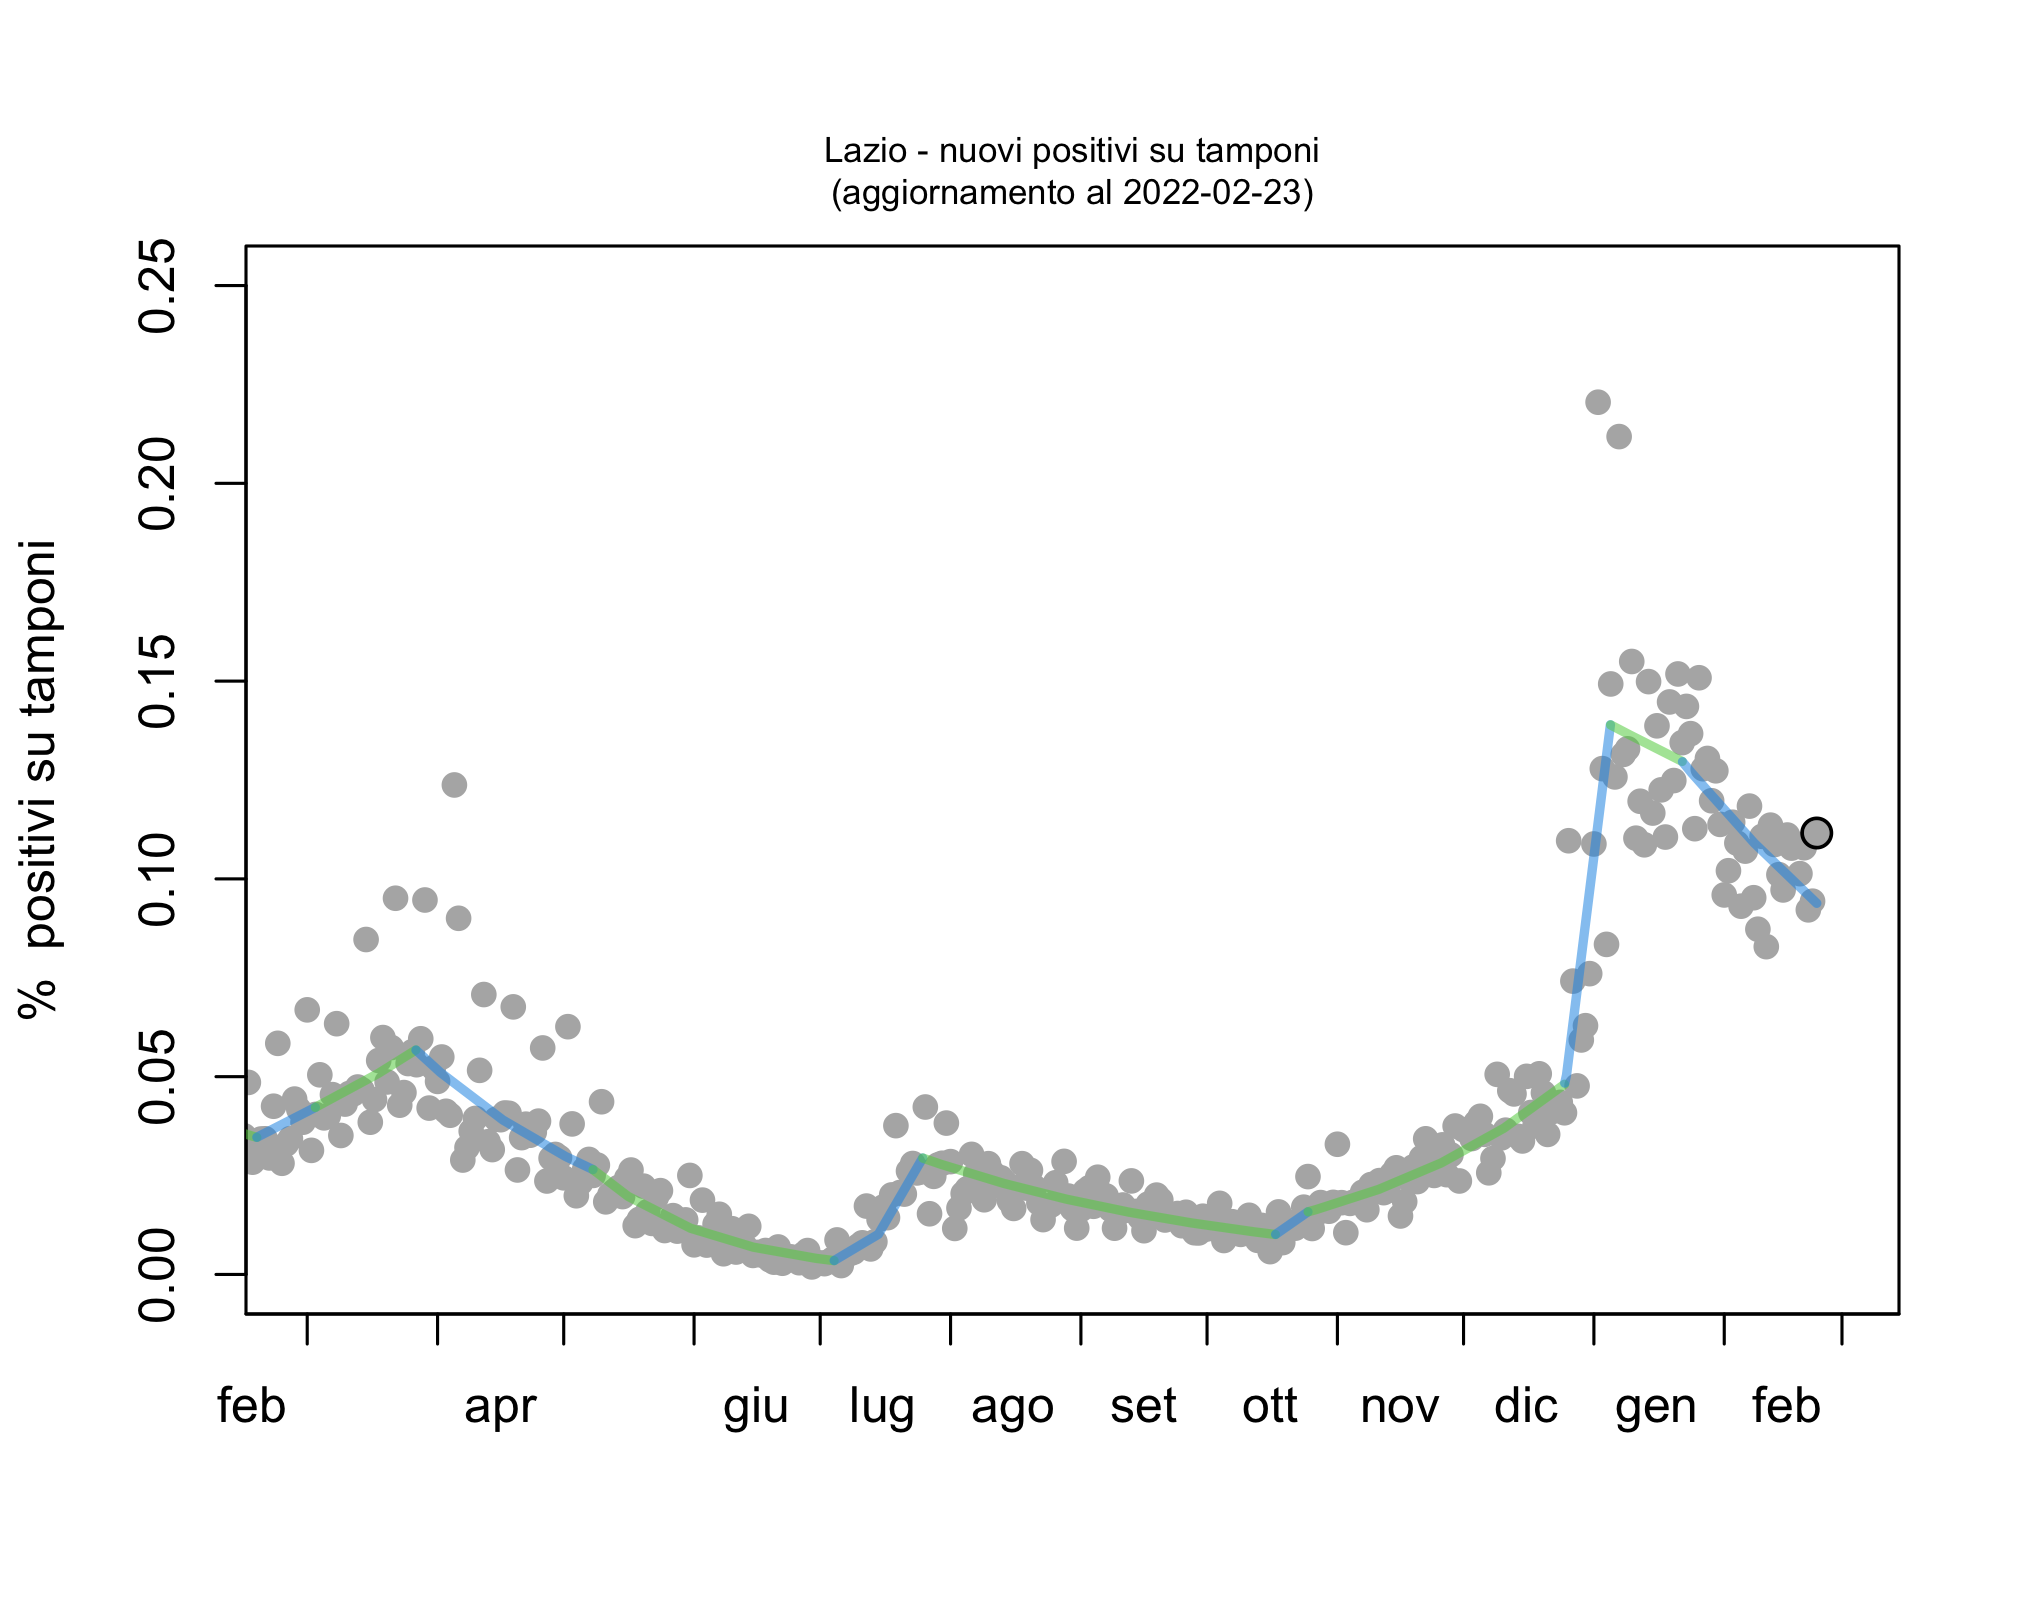 Lazio - nuovi positivi su tamponi
(aggiornamento al 2022-02-23)
% positivi su tamponi
0.25
0.20
0.15
0.10
0.05
0.00
feb apr giu lug ago set ott nov dic gen feb